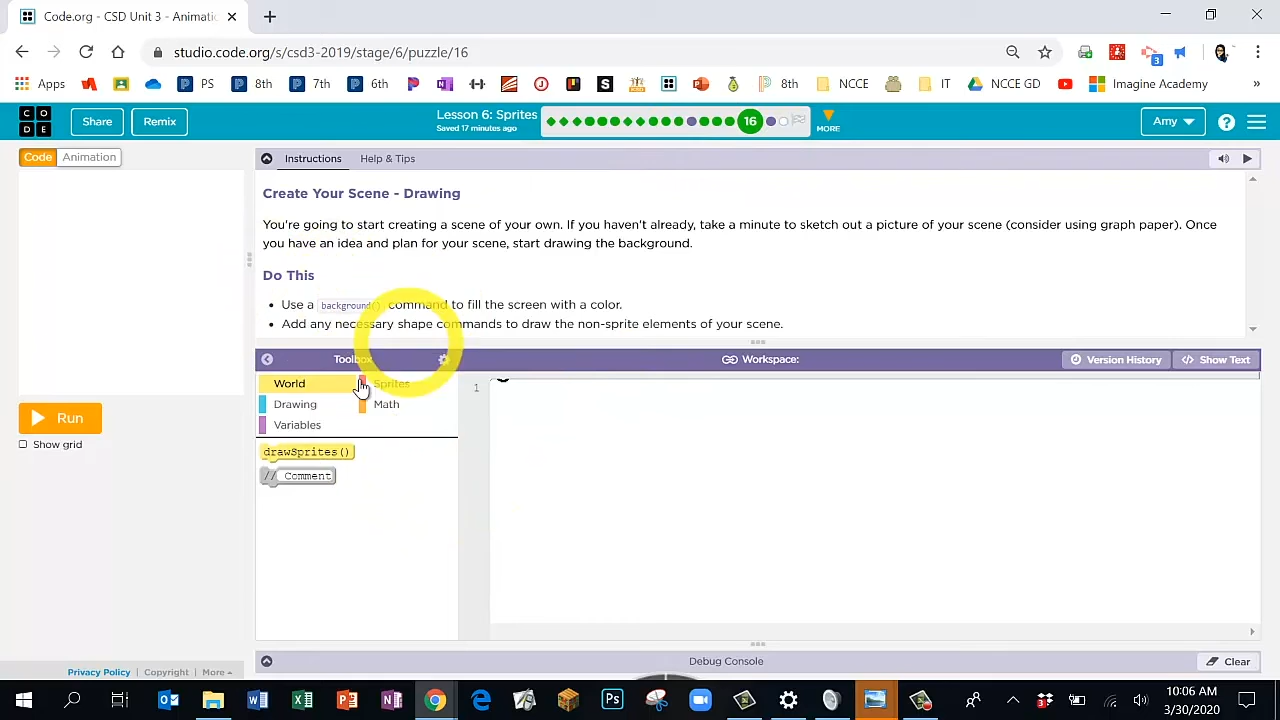 Code.org - CSD Unit 3 - Animatic
studio.code.org/s/csd3-2019/stage/6/puzzle/16
Apps
PS
8th
7th
6th
8th
NCCE
IT
NCCE GD
Imagine Academy
»
CODE
Share
Remix
Lesson 6: Sprites
Saved 17 minutes ago
16
MORE
Amy
?
Code
Animation
Instructions
Help & Tips
Create Your Scene - Drawing
You're going to start creating a scene of your own. If you haven't already, take a minute to sketch out a picture of your scene (consider using graph paper). Once
you have an idea and plan for your scene, start drawing the background.
Do This
• Use a background() command to fill the screen with a color.
• Add any necessary shape commands to draw the non-sprite elements of your scene.
Toolbox
Workspace:
Version History
Show Text
World
Sprites
Drawing
Math
Variables
drawSprites()
// Comment
1
Run
Show grid
Debug Console
Clear
Privacy Policy
Copyright
More
10:06 AM
3/30/2020